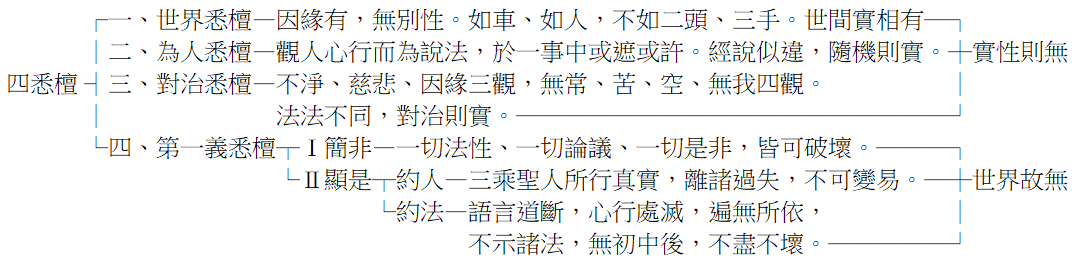 一、世界悉檀—因緣有，無別性。如車、如人，不如二頭、三手。世間實相有
二、為人悉檀—觀人心行而為說法，於一事中或遮或許。經說似違，隨機則實。 實性則無
四悉檀 三、對治悉檀—不淨、慈悲、因緣三觀，無常、苦、空、無我四觀。
法法不同，對治則實。
四、第一義悉檀 Ⅰ簡非—一切法性、一切論議、一切是非，皆可破壞。
Ⅱ顯是 約人—三乘聖人所行真實，離諸過失，不可變易。 世界故無
約法—語言道斷，心行處滅，遍無所依，
不示諸法，無初中後，不盡不壞。